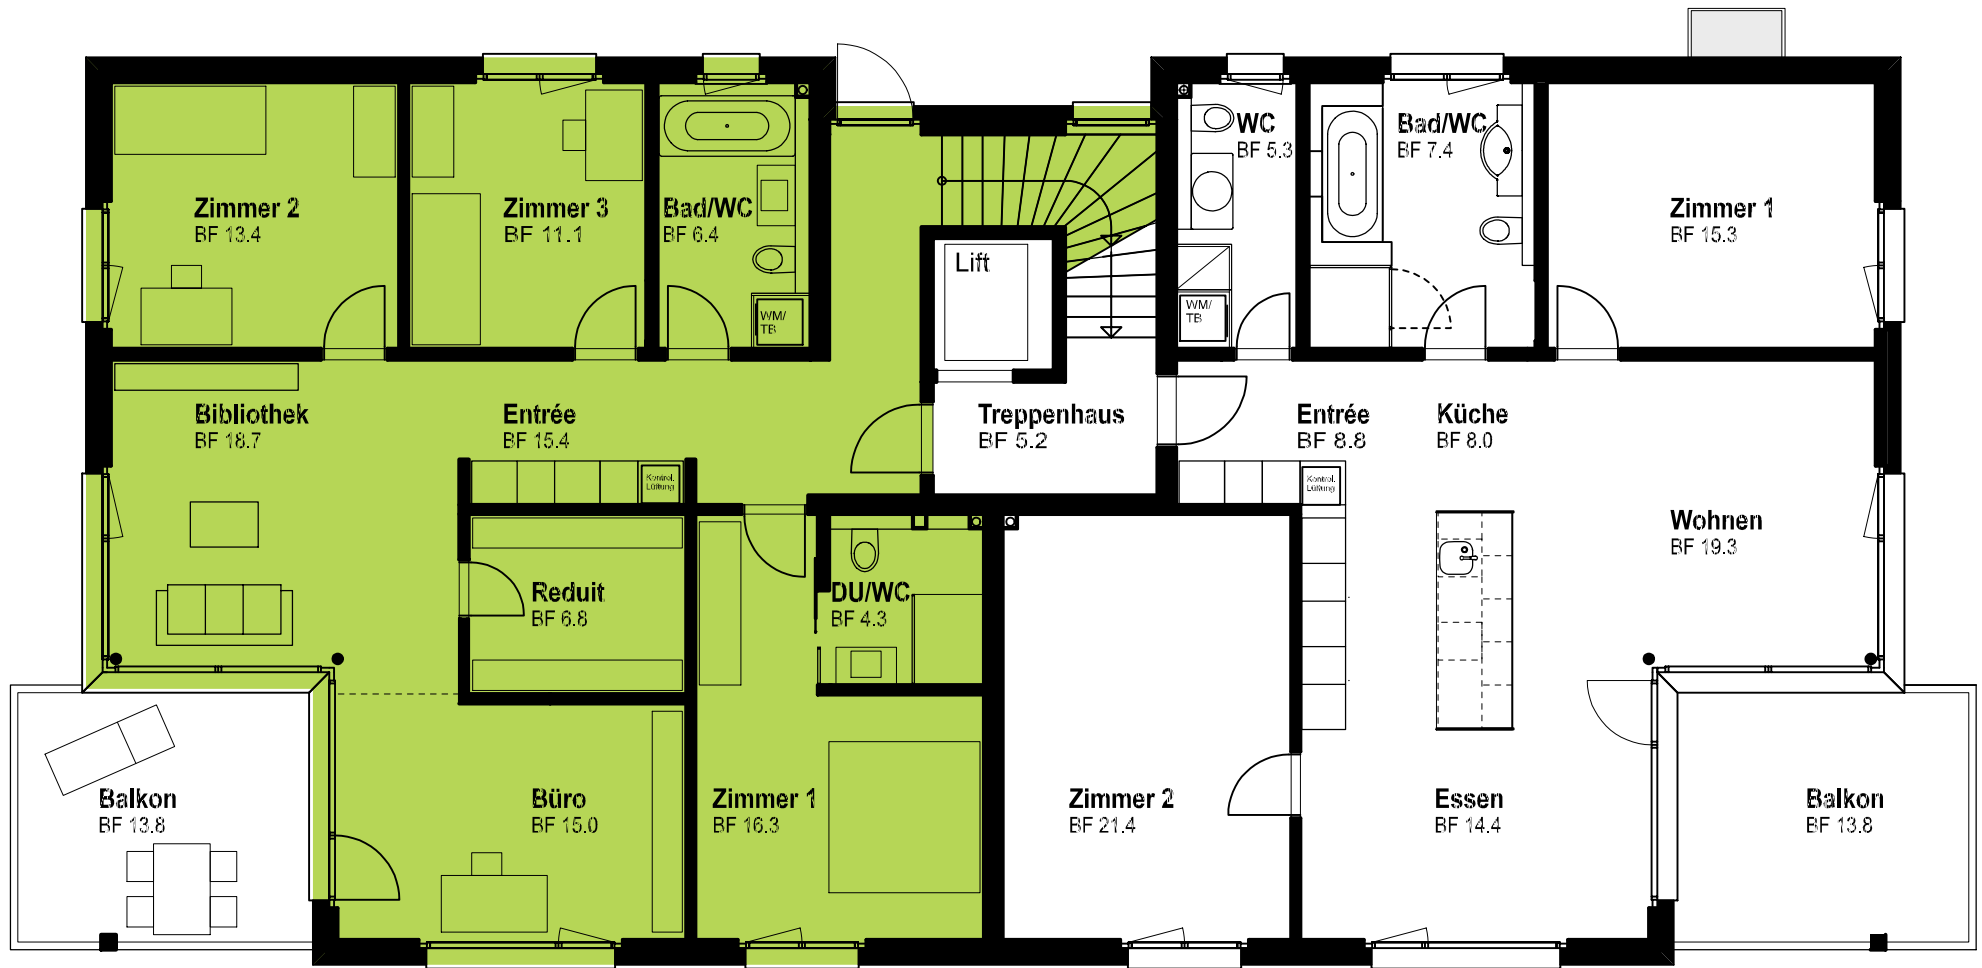 Zimmer 2
BF 13.4
Zimmer 3
BF 11.1
Bad/WC
BF 6.4
WM/
TB
Lift
WC
BF 5.3
WM/
TB
Bad/WC
BF 7.4
Zimmer 1
BF 15.3
Bibliothek
BF 18.7
Entrée
BF 15.4
Kontrol.
Lüftung
Treppenhaus
BF 5.2
Entrée
BF 8.8
Kontrol.
Lüftung
Küche
BF 8.0
Wohnen
BF 19.3
Reduit
BF 6.8
DU/WC
BF 4.3
Balkon
BF 13.8
Büro
BF 15.0
Zimmer 1
BF 16.3
Zimmer 2
BF 21.4
Essen
BF 14.4
Balkon
BF 13.8